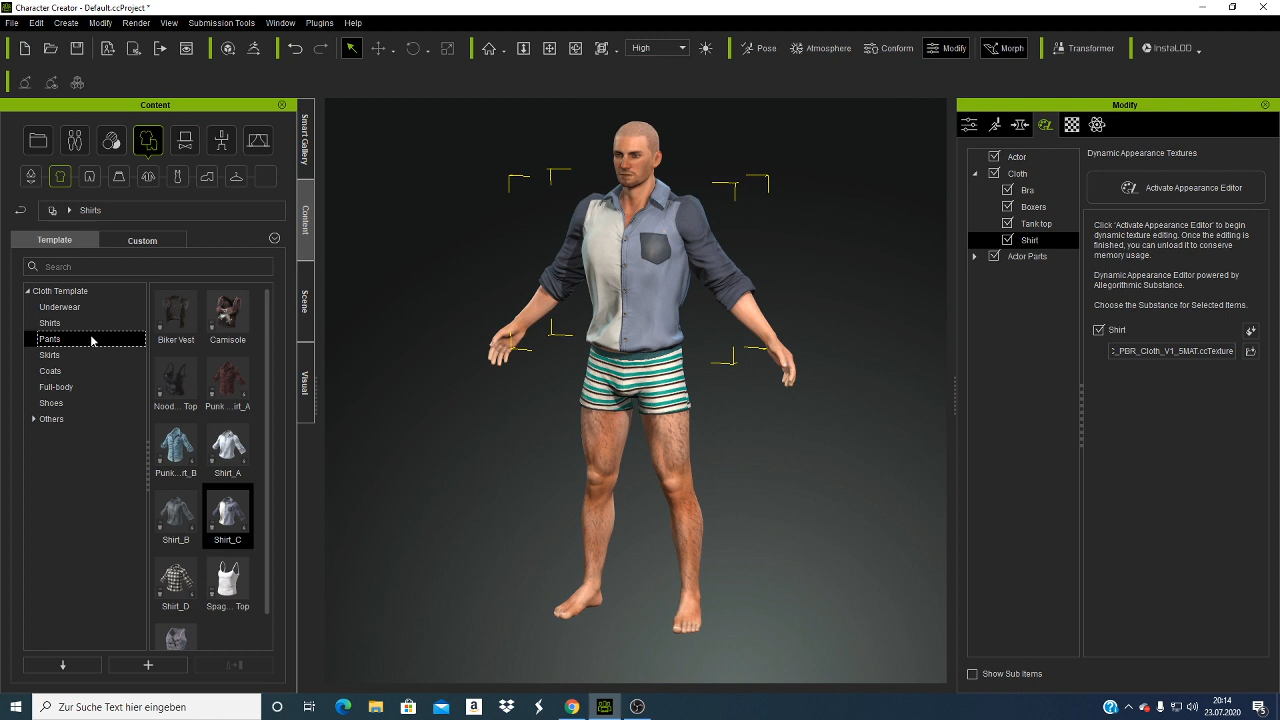 Character Creator - Default.ccProject *
File Edit Create Modify Render View Submission Tools Window Plugins Help
High Pose Atmosphere Conform Modify Morph Transformer InstaLOD
Content
Modify
Smart Gallery
Content
Scene
Visual
Shirts
Template Custom
Search
Cloth Template
Underwear
Shirts
Pants
Skirts
Coats
Full-body
Shoes
Others
Biker Vest Camisole
Nood... Top Punk ...irt_A
Punk...rt_B Shirt_A
Shirt_B Shirt_C
Shirt_D Spag... Top
Actor
Cloth
Bra
Boxers
Tank top
Shirt
Actor Parts
Show Sub Items
Dynamic Appearance Textures
Activate Appearance Editor
Click 'Activate Appearance Editor' to begin
dynamic texture editing. Once the editing is
finished, you can unload it to conserve
memory usage.
Dynamic Appearance Editor powered by
Allegorithmic Substance.
Choose the Substance for Selected Items.
Shirt
_PBR_Cloth_V1_5MAT.ccTexture
Zur Suche Text hier eingeben
20:14
23.07.2020